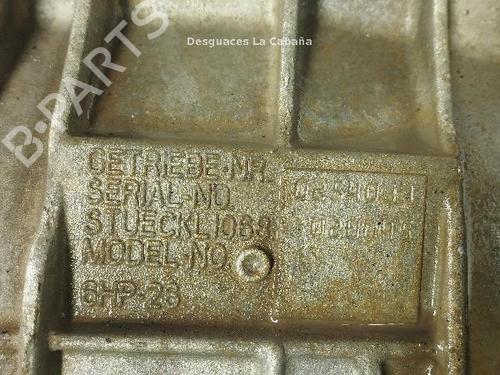 Desguaces La Cabaña
B-PARTS
GETRIEBE-NR.
SERIAL-NO.
STUECKL1068
MODEL-NO.
6HP-26